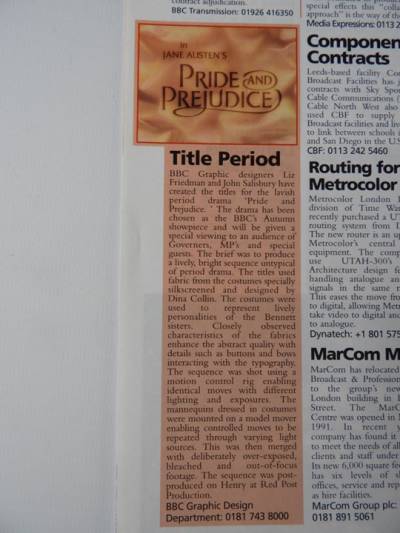 contract adjudication.
BBC Transmission: 01926 416350
in
JANE AUSTEN'S
PRIDE AND
PREJUDICE
Title Period
BBC Graphic designers Liz
Friedman and John Salisbury have
created the titles for the lavish
period drama 'Pride and
Prejudice. ' The drama has been
chosen as the BBC's Autumn
showpiece and will be given a
special viewing to an audience of
Governers, MP's and special
guests. The brief was to produce
a lively, bright sequence untypical
of period drama. The titles used
fabric from the costumes specially
silkscreened and designed by
Dina Collin. The costumes were
used to represent lively
personalities of the Bennett
sisters. Closely observed
characteristics of the fabrics
enhance the abstract quality with
details such as buttons and bows
interacting with the typography.
The sequence was shot using a
motion control rig enabling
identical moves with different
lighting and exposures. The
mannequins dressed in costumes
were mounted on a model mover
enabling controlled moves to be
repeated through varying light
sources. This was then merged
with deliberately over-exposed,
bleached and out-of-focus
footage. The sequence was post-
produced on Henry at Red Post
Production.
BBC Graphic Design
Department: 0181 743 8000
special effects this "coll
approach" is the way of th
Media Expressions: 0113 2
Componen
Contracts
Leeds-based facility Cor
Broadcast Facilities has
contracts with Sky Spor
Cable Communications (
Cable North West also
used CBF to supply
Broadcast facilities and live
to link between schools i
and San Diego in the U.S
CBF: 0113 242 5460
Routing for
Metrocolor
Metrocolor London
division of Time Wa
recently purchased a UT
routing system from D
The new router is an up
Metrocolor's central
equipment. The comp
use UTAH-300's
Architecture design fe
handling analogue an
signals in the same r
This eases the move fro
to digital, allowing Metr
take video to digital and
to analogue.
Dynatech: +1 801 575
MarCom M
MarCom has relocated
Broadcast & Profession
to the group's new
London building in
Street. The MarC
Centre was opened in N
1991. In recent y
company has found it
to meet the needs of all
clients and staff under
Its new 6,000 square fee
has six levels of s
offices, service and rep
as hire facilities.
MarCom Group plc:
0181 891 5061